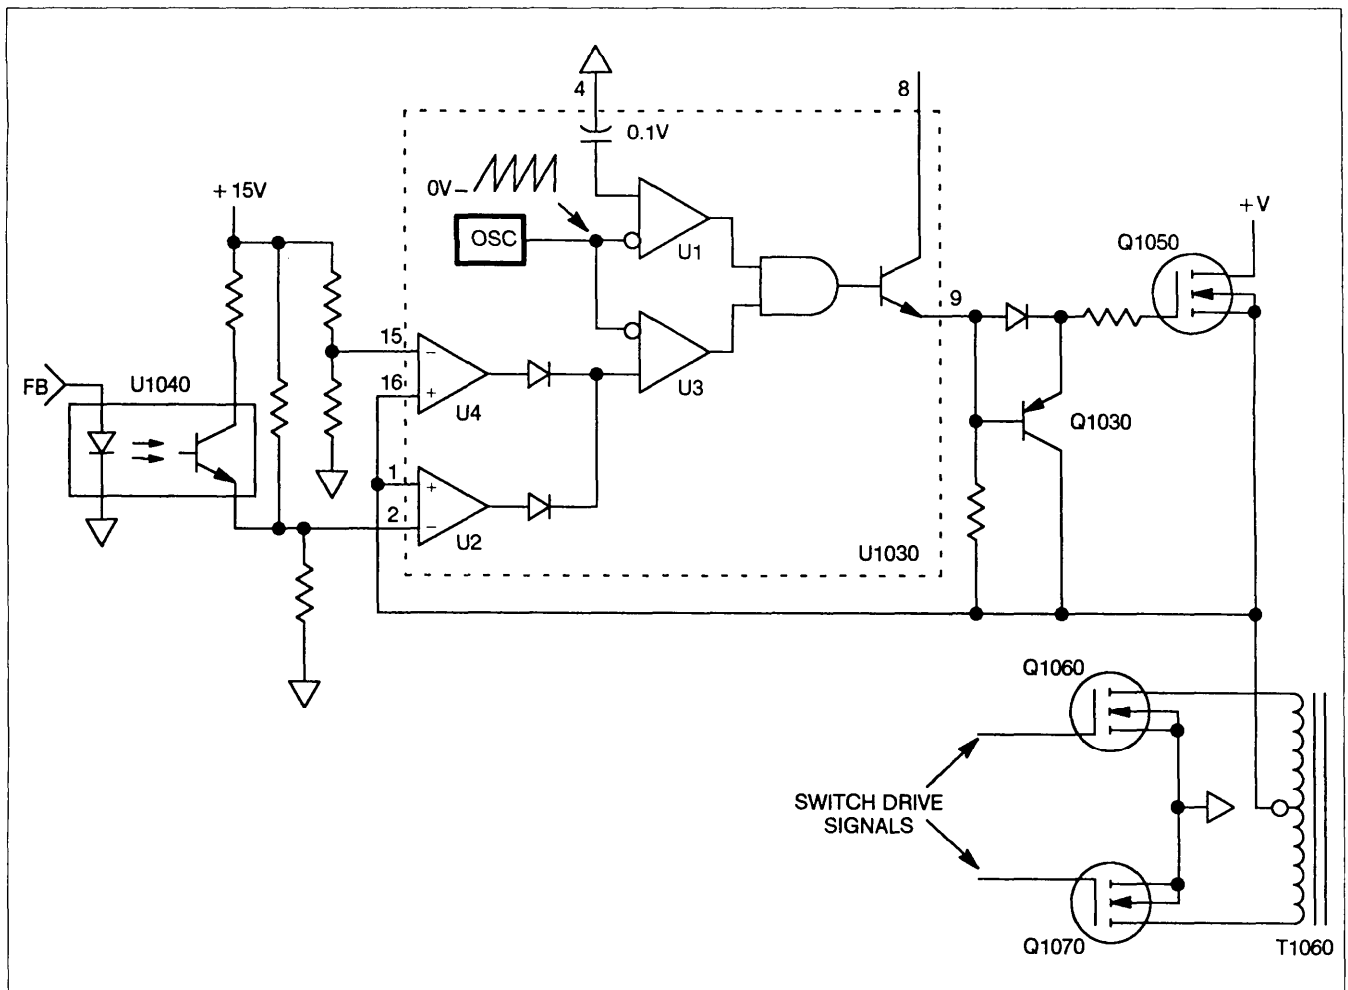 4
8
0.1V
0V–
+15V
+V
OSC
U1
Q1050
9
15
–
16
+
U4
U3
FB
U1040
Q1030
1
+
2
–
U2
U1030
Q1060
SWITCH DRIVE
SIGNALS
Q1070
T1060